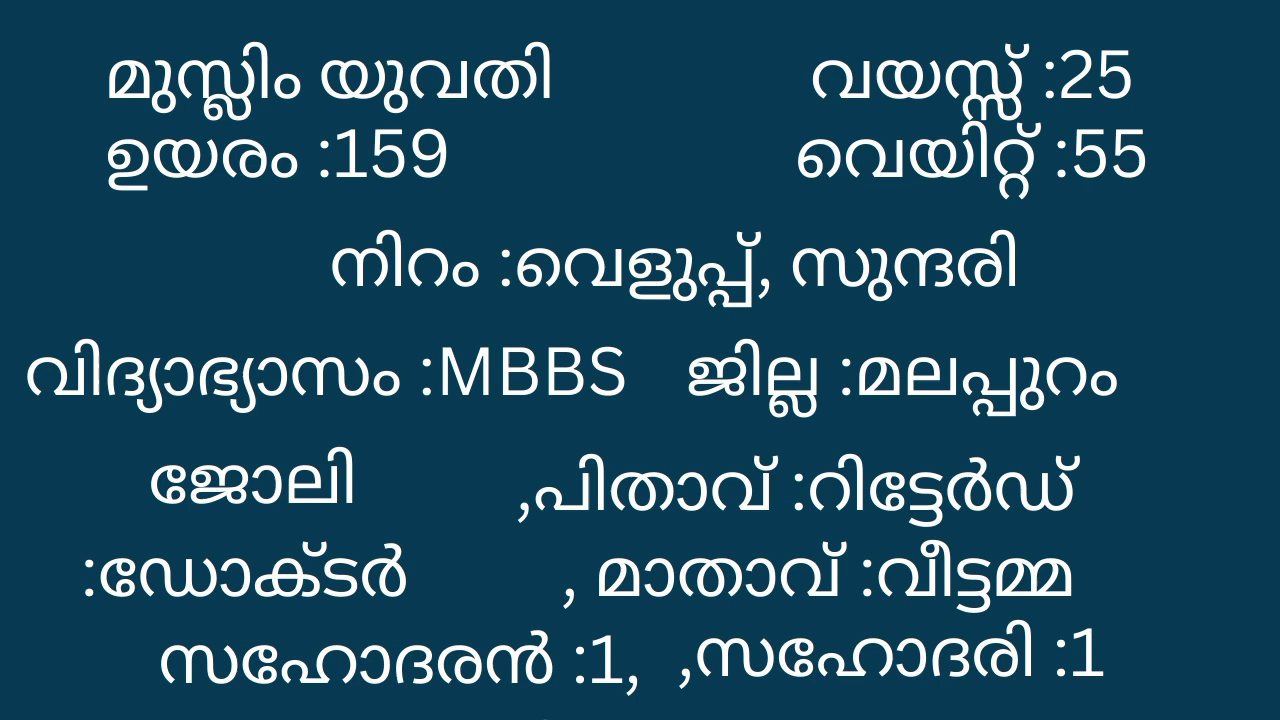 മുസ്ലിം യുവതി വയസ്സ് :25
ഉയരം :159 വെയിറ്റ് :55
നിറം :വെളുപ്പ്, സുന്ദരി
വിദ്യാഭ്യാസം :MBBS ജില്ല :മലപ്പുറം
ജോലി ,പിതാവ് :റിട്ടേർഡ്
:ഡോക്ടർ , മാതാവ് :വീട്ടമ്മ
സഹോദരൻ :1, ,സഹോദരി :1